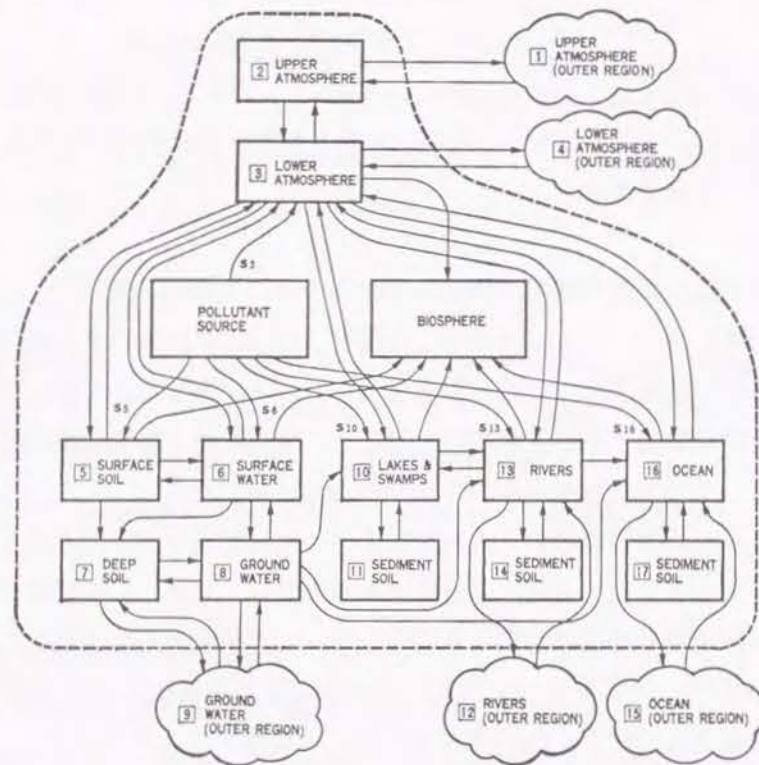 1 UPPER
ATMOSPHERE
(OUTER REGION)
2 UPPER
ATMOSPHERE
4 LOWER
ATMOSPHERE
(OUTER REGION)
3 LOWER
ATMOSPHERE
S3
POLLUTANT
SOURCE
BIOSPHERE
S5
S6
S10
S13
S16
5 SURFACE
SOIL
6 SURFACE
WATER
10 LAKES &
SWAMPS
13 RIVERS
16 OCEAN
7 DEEP
SOIL
8 GROUND
WATER
11 SEDIMENT
SOIL
14 SEDIMENT
SOIL
17 SEDIMENT
SOIL
9 GROUND
WATER
(OUTER REGION)
12 RIVERS
(OUTER REGION)
15 OCEAN
(OUTER REGION)